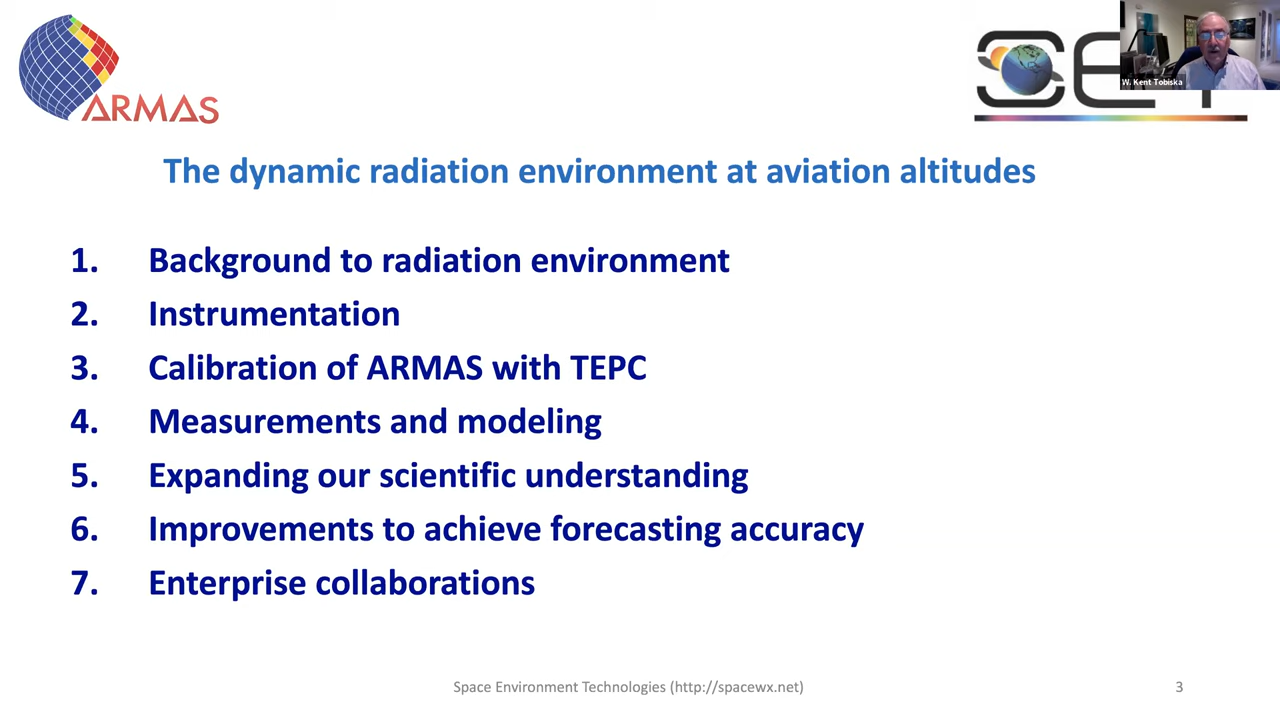 ARMAS
SE
W. Kent Tobiska
The dynamic radiation environment at aviation altitudes
1. Background to radiation environment
2. Instrumentation
3. Calibration of ARMAS with TEPC
4. Measurements and modeling
5. Expanding our scientific understanding
6. Improvements to achieve forecasting accuracy
7. Enterprise collaborations
Space Environment Technologies (http://spacewx.net)
3